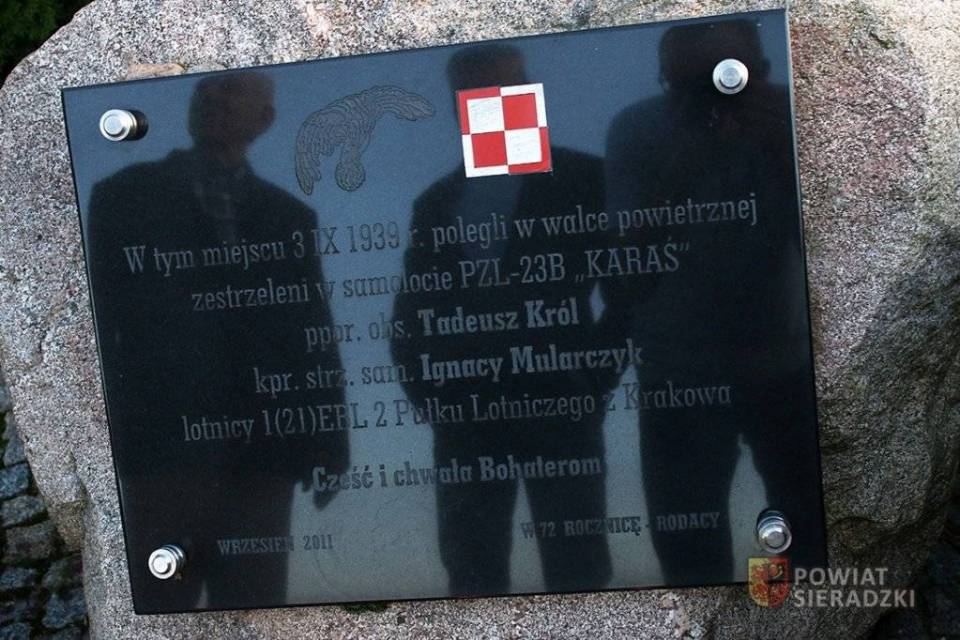 W tym miejscu 3 IX 1939 r. polegli w walce powietrznej
zestrzeleni w samolocie PZL-23B „KARAŚ”
ppor. obs. Tadeusz Król
kpr. strz. sam. Ignacy Mularczyk
lotnicy 1(21)EBL 2 Pułku Lotniczego z Krakowa
Cześć i chwała Bohaterom
WRZESIEŃ 2011
W 72 ROCZNICĘ - RODACY
POWIAT
SIERADZKI